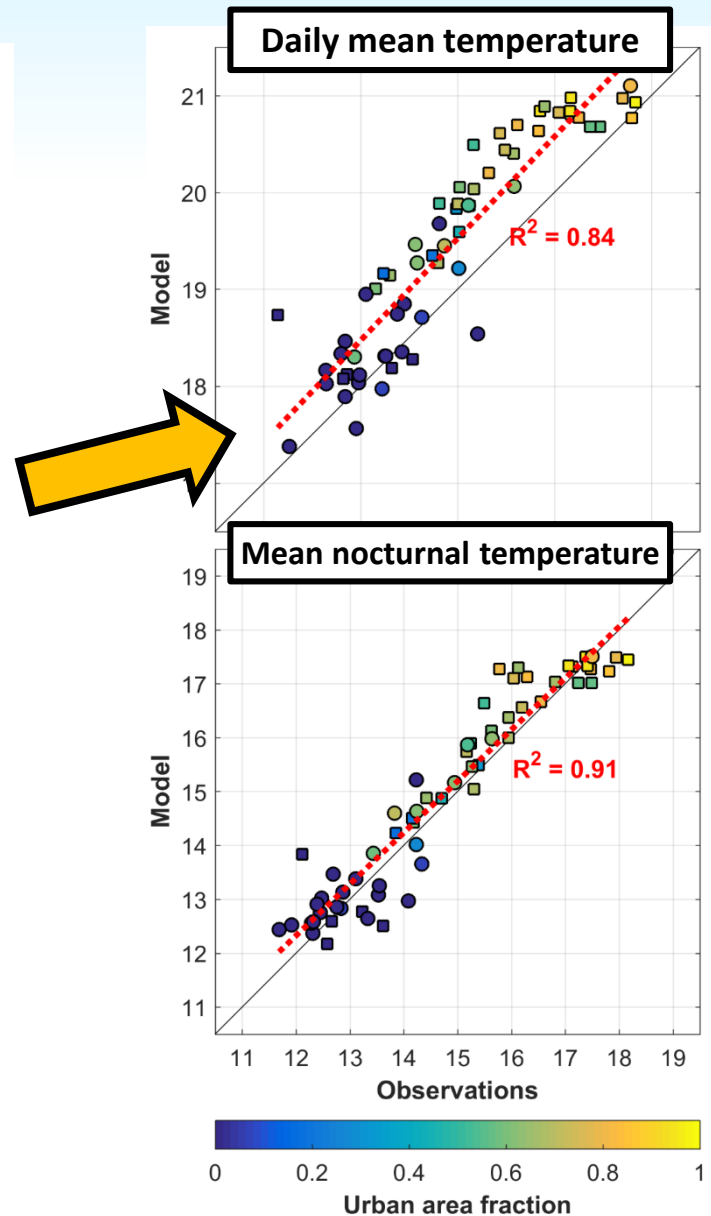 Daily mean temperature
21
20
19
18
Model
R² = 0.84
Mean nocturnal temperature
19
18
17
16
15
14
13
12
11
Model
R² = 0.91
11 12 13 14 15 16 17 18 19
Observations
0 0.2 0.4 0.6 0.8 1
Urban area fraction